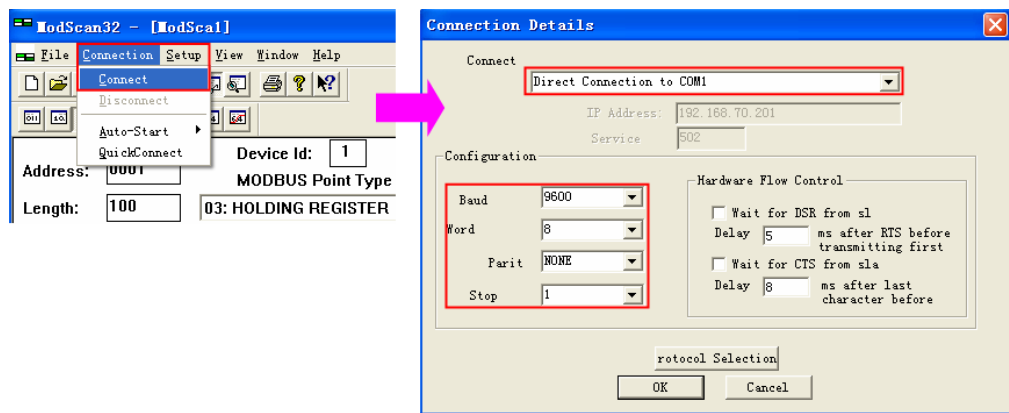 ModScan32 - [ModSca1]
File Connection Setup View Window Help
Connect
Disconnect
Auto-Start
QuickConnect
Device Id: 1
Address: 0001
MODBUS Point Type
Length: 100
03: HOLDING REGISTER
Connection Details
Connect
Direct Connection to COM1
IP Address: 192.168.70.201
Service 502
Configuration
Baud 9600
Word 8
Parit NONE
Stop 1
Hardware Flow Control
Wait for DSR from sl
Delay 5 ms after RTS before
transmitting first
Wait for CTS from sla
Delay 8 ms after last
character before
rotocol Selection
OK Cancel